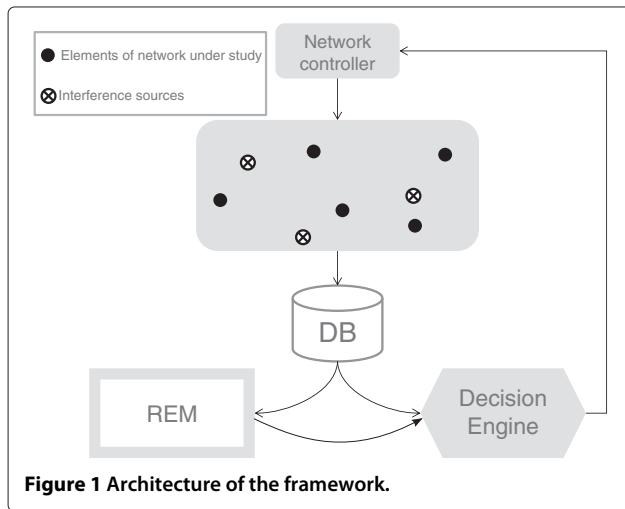 Elements of network under study
Interference sources
Network
controller
DB
REM
Decision
Engine
Figure 1 Architecture of the framework.